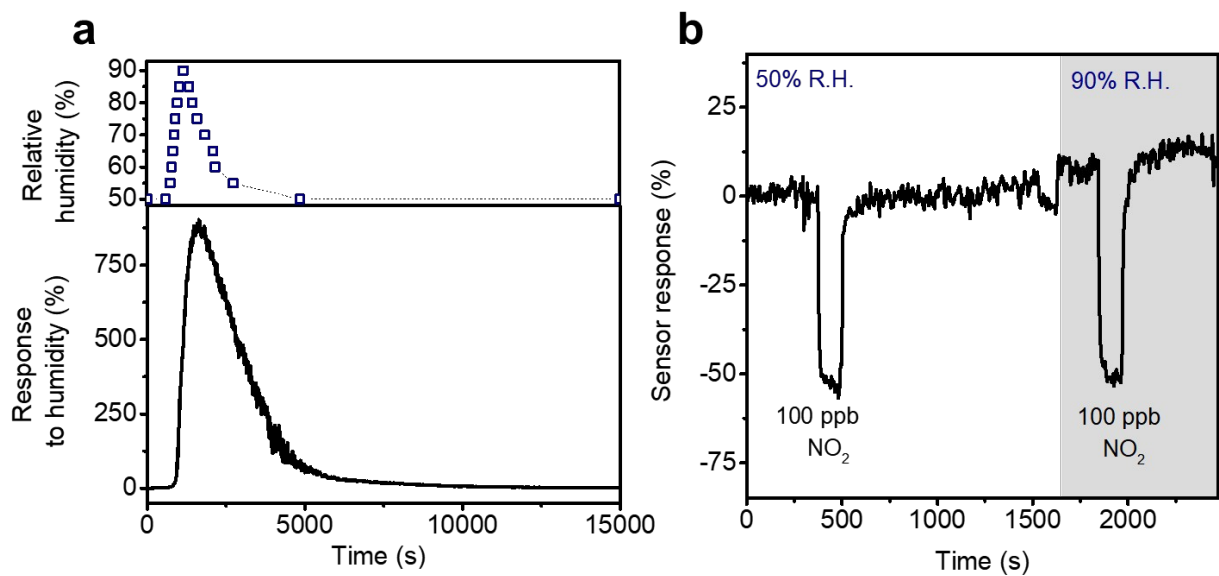 a
Relative
humidity (%)
90
80
70
60
50
Response
to humidity (%)
750
500
250
0
0 5000 10000 15000
Time (s)
b
50% R.H. 90% R.H.
Sensor response (%)
25
0
-25
-50
-75
100 ppb
NO₂
100 ppb
NO₂
0 500 1000 1500 2000
Time (s)